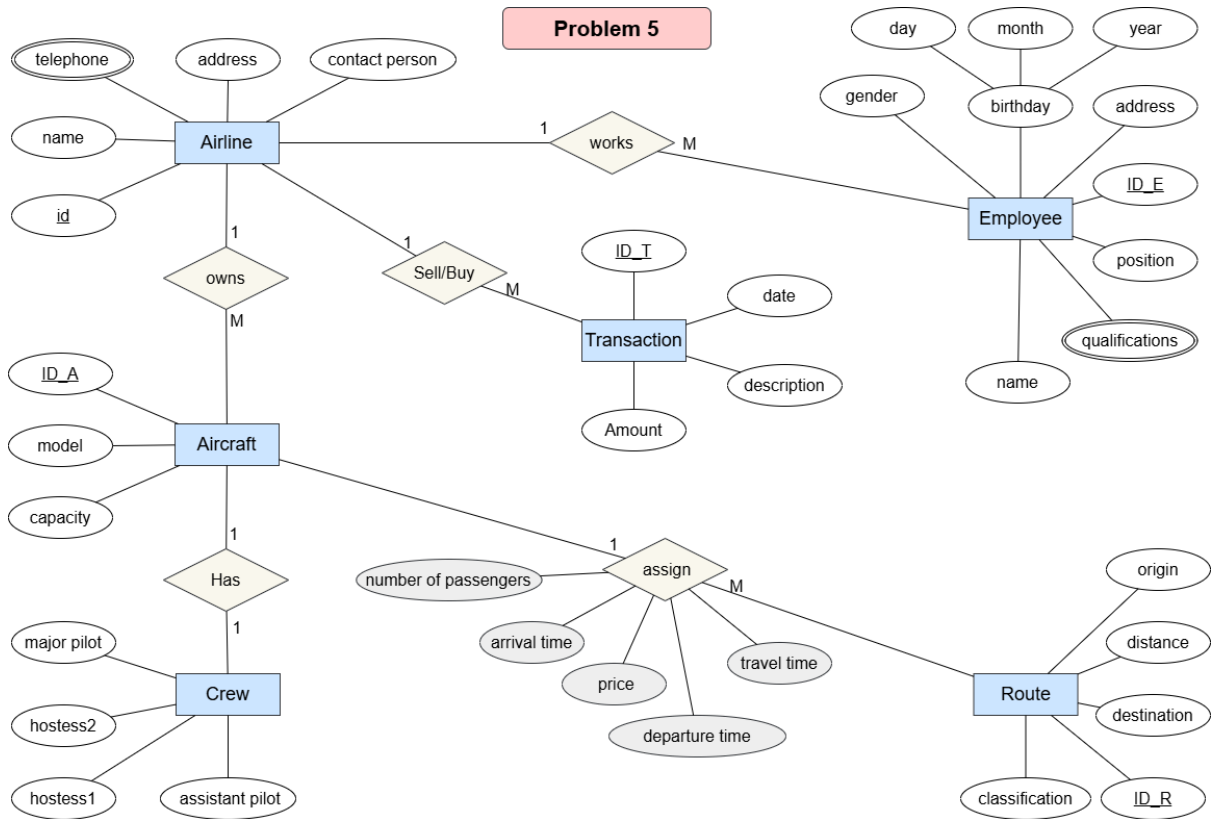 Problem 5
telephone
address
contact person
name
Airline
id
1
works
M
day
month
year
gender
birthday
address
ID_E
Employee
position
qualifications
name
1
owns
M
1
Sell/Buy
M
ID_T
date
Transaction
description
Amount
ID_A
model
Aircraft
capacity
1
Has
1
major pilot
Crew
hostess2
hostess1
assistant pilot
1
assign
M
number of passengers
arrival time
price
travel time
departure time
origin
distance
Route
destination
classification
ID_R